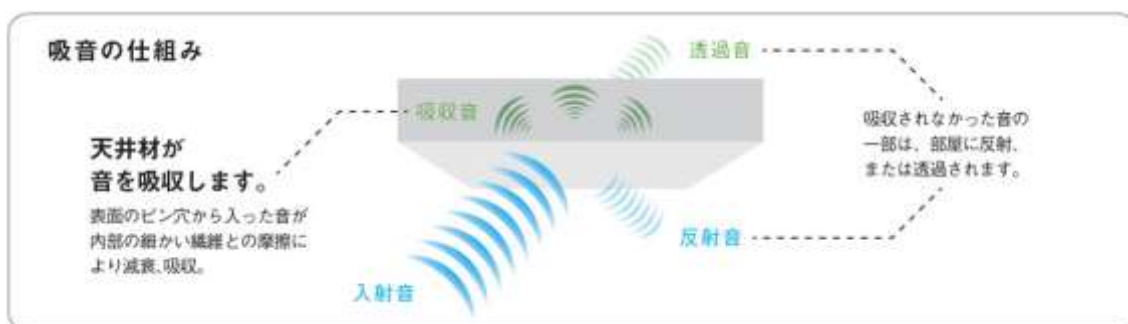 吸音の仕組み
透過音
吸収音
吸収されなかった音の
一部は、部屋に反射、
または透過されます。
天井材が
音を吸収します。
表面のピン穴から入った音が
内部の細かい繊維との摩擦に
より減衰、吸収。
反射音
入射音